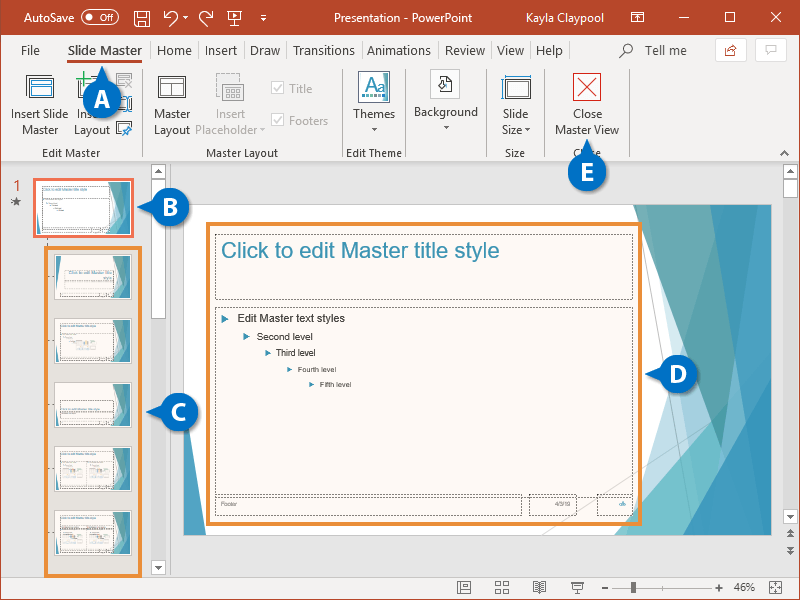 AutoSave Off Presentation - PowerPoint Kayla Claypool
File Slide Master Home Insert Draw Transitions Animations Review View Help Tell me
Insert Slide Master
Layout
Master Layout
Insert Placeholder
Title
Footers
Themes
Aa
Background
Slide Size
Close Master View
Edit Master Master Layout Edit Theme Size
A
E
1
B
Click to edit Master title style
Edit Master text styles
Second level
Third level
Fourth level
Fifth level
D
C
Footer 4/3/19
46%